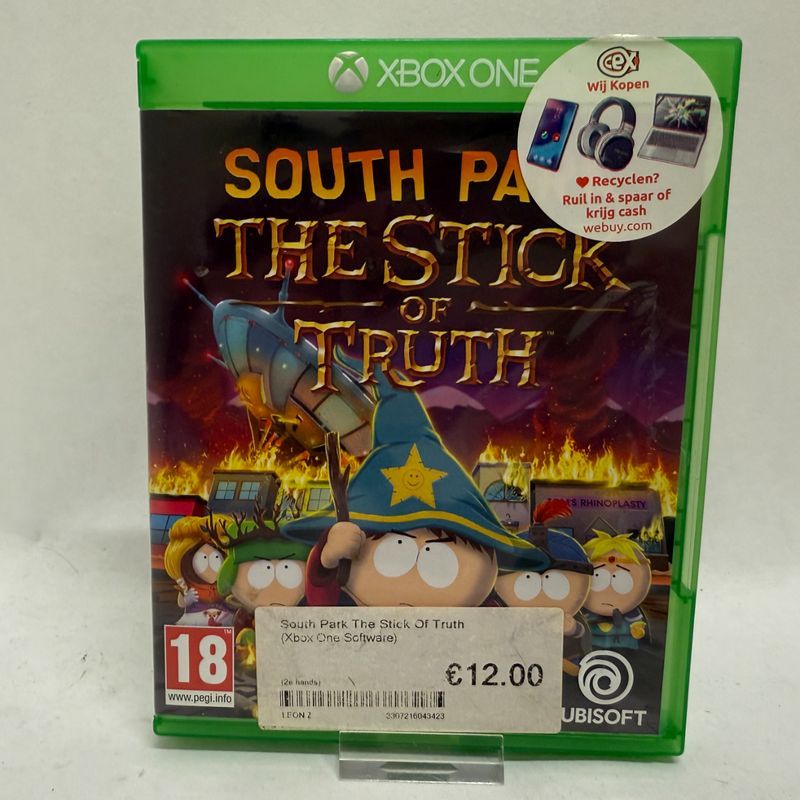 XBOX ONE
cex
Wij Kopen
Recyclen?
Ruil in & spaar of
krijg cash
webuy.com
SOUTH PA
THE STICK
OF
TRUTH
TOM'S RHINOPLASTY
South Park The Stick Of Truth
(Xbox One Software)
(2e hands)
€12.00
LEON Z
3307216043423
18
www.pegi.info
UBISOFT